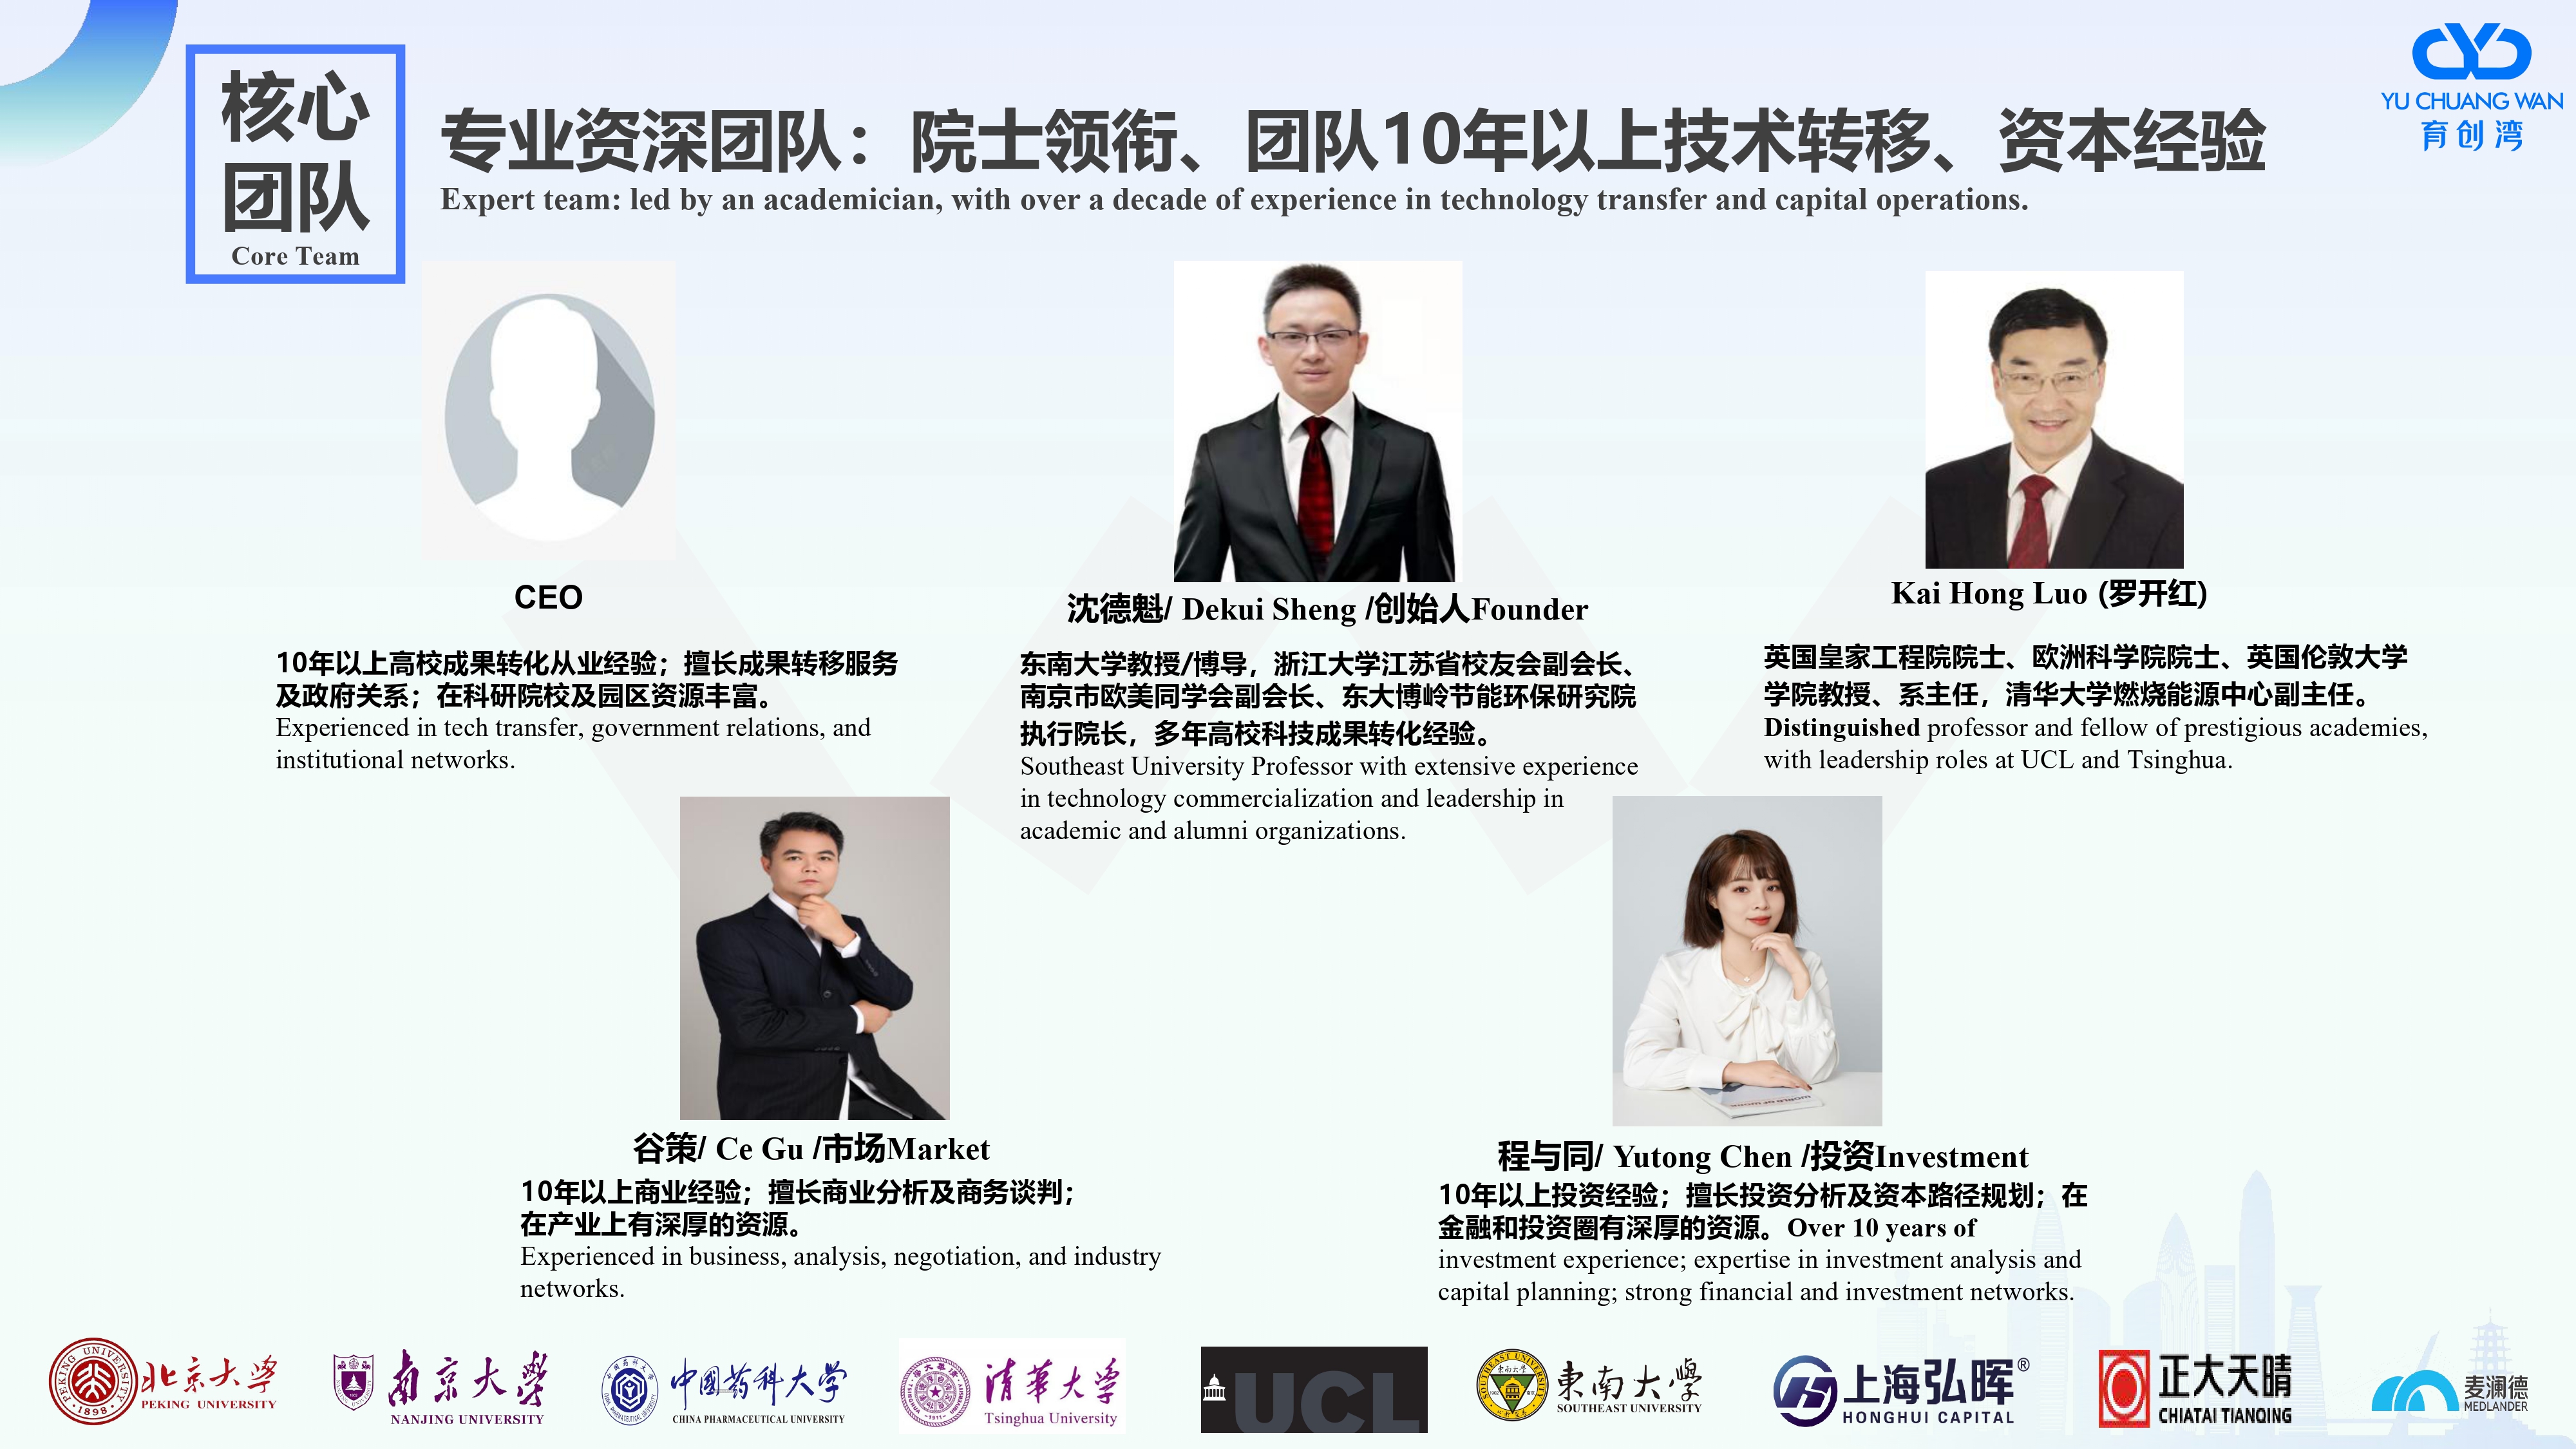 核心
团队
Core Team
专业资深团队：院士领衔、团队10年以上技术转移、资本经验
Expert team: led by an academician, with over a decade of experience in technology transfer and capital operations.
YU CHUANG WAN
育创湾
CEO
10年以上高校成果转化从业经验；擅长成果转移服务
及政府关系；在科研院校及园区资源丰富。
Experienced in tech transfer, government relations, and
institutional networks.
沈德魁/ Dekui Sheng /创始人Founder
东南大学教授/博导，浙江大学江苏省校友会副会长、
南京市欧美同学会副会长、东大博岭节能环保研究院
执行院长，多年高校科技成果转化经验。
Southeast University Professor with extensive experience
in technology commercialization and leadership in
academic and alumni organizations.
Kai Hong Luo (罗开红)
英国皇家工程院院士、欧洲科学院院士、英国伦敦大学
学院教授、系主任，清华大学燃烧能源中心副主任。
Distinguished professor and fellow of prestigious academies,
with leadership roles at UCL and Tsinghua.
谷策/ Ce Gu /市场Market
10年以上商业经验；擅长商业分析及商务谈判；
在产业上有深厚的资源。
Experienced in business, analysis, negotiation, and industry
networks.
程与同/ Yutong Chen /投资Investment
10年以上投资经验；擅长投资分析及资本路径规划；在
金融和投资圈有深厚的资源。Over 10 years of
investment experience; expertise in investment analysis and
capital planning; strong financial and investment networks.
PEKING UNIVERSITY
1898
北京大学
PEKING UNIVERSITY
南京大學
NANJING UNIVERSITY
中國药科大学
CHINA PHARMACEUTICAL UNIVERSITY
清華大学
Tsinghua University
UCL
東南大學
SOUTHEAST UNIVERSITY
上海弘晖®
HONGHUI CAPITAL
正大天晴
CHIATAI TIANQING
麦澜德
MEDLANDER